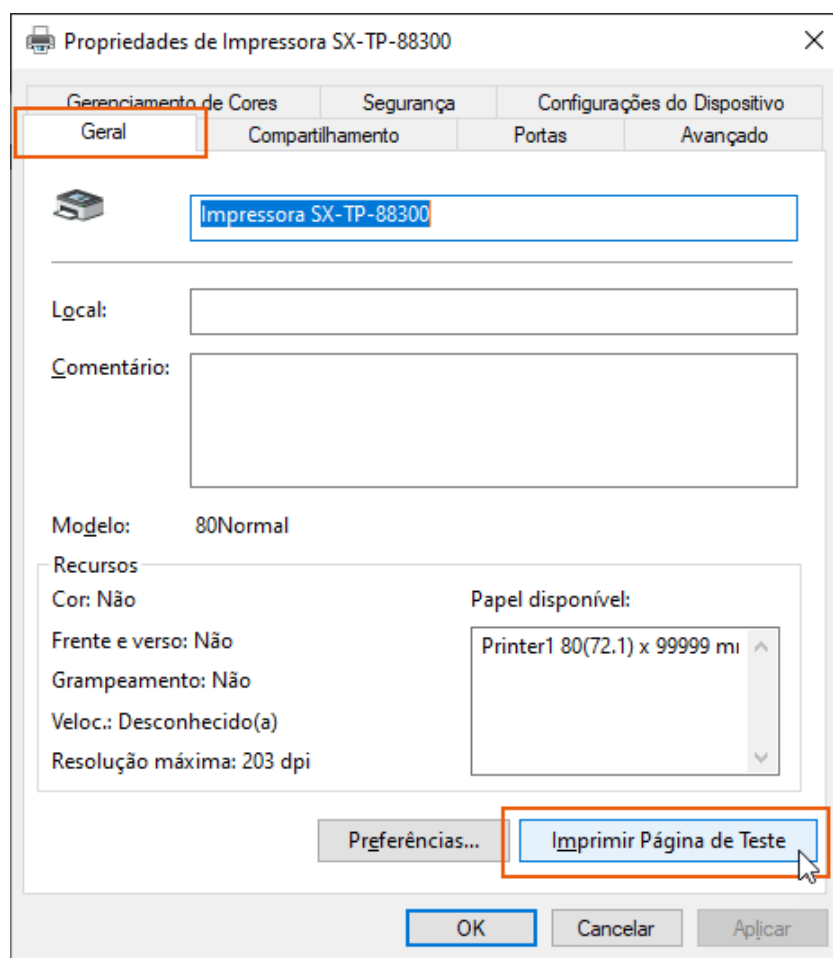 Propriedades de Impressora SX-TP-88300
Gerenciamento de Cores Segurança Configurações do Dispositivo
Geral Compartilhamento Portas Avançado
Impressora SX-TP-88300
Local:
Comentário:
Modelo: 80Normal
Recursos
Cor: Não
Papel disponível:
Frente e verso: Não
Printer1 80(72.1) x 99999 m
Grampeamento: Não
Veloc.: Desconhecido(a)
Resolução máxima: 203 dpi
Preferências... Imprimir Página de Teste
OK Cancelar Aplicar